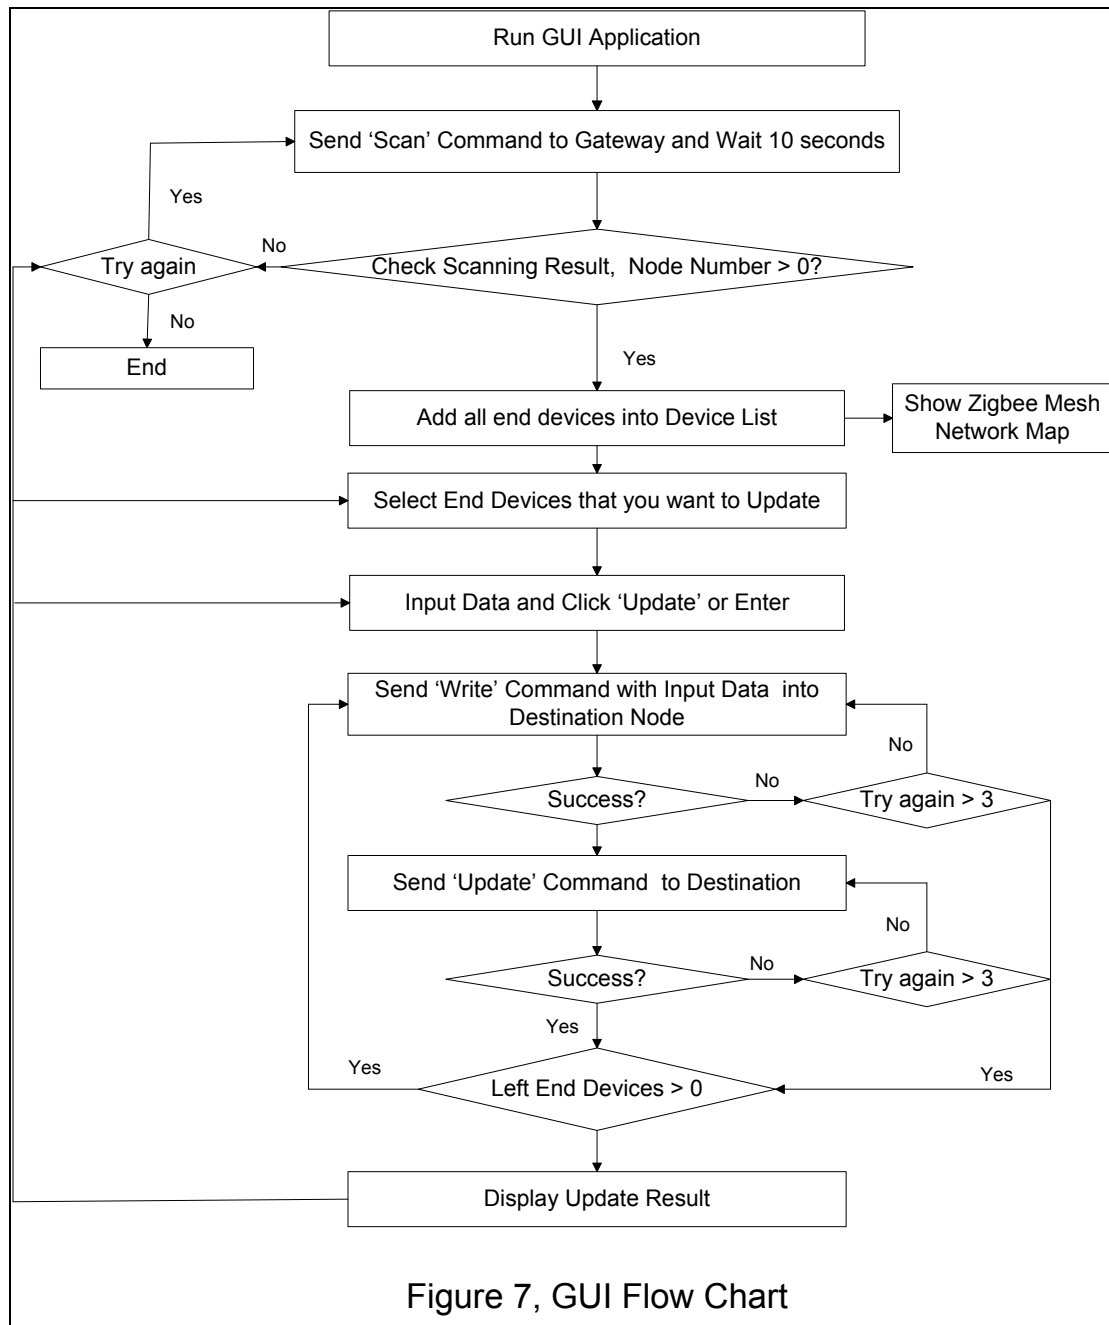 Run GUI Application
Send ‘Scan’ Command to Gateway and Wait 10 seconds
Yes
No
Try again
Check Scanning Result,  Node Number > 0?
No
End
Yes
Add all end devices into Device List
Show Zigbee Mesh
Network Map
Select End Devices that you want to Update
Input Data and Click ‘Update’ or Enter
Send ‘Write’ Command with Input Data  into
Destination Node
No
Success?
No
Try again > 3
Send ‘Update’ Command  to Destination
No
Success?
No
Try again > 3
Yes
Yes
Left End Devices > 0
Yes
Display Update Result
Figure 7, GUI Flow Chart